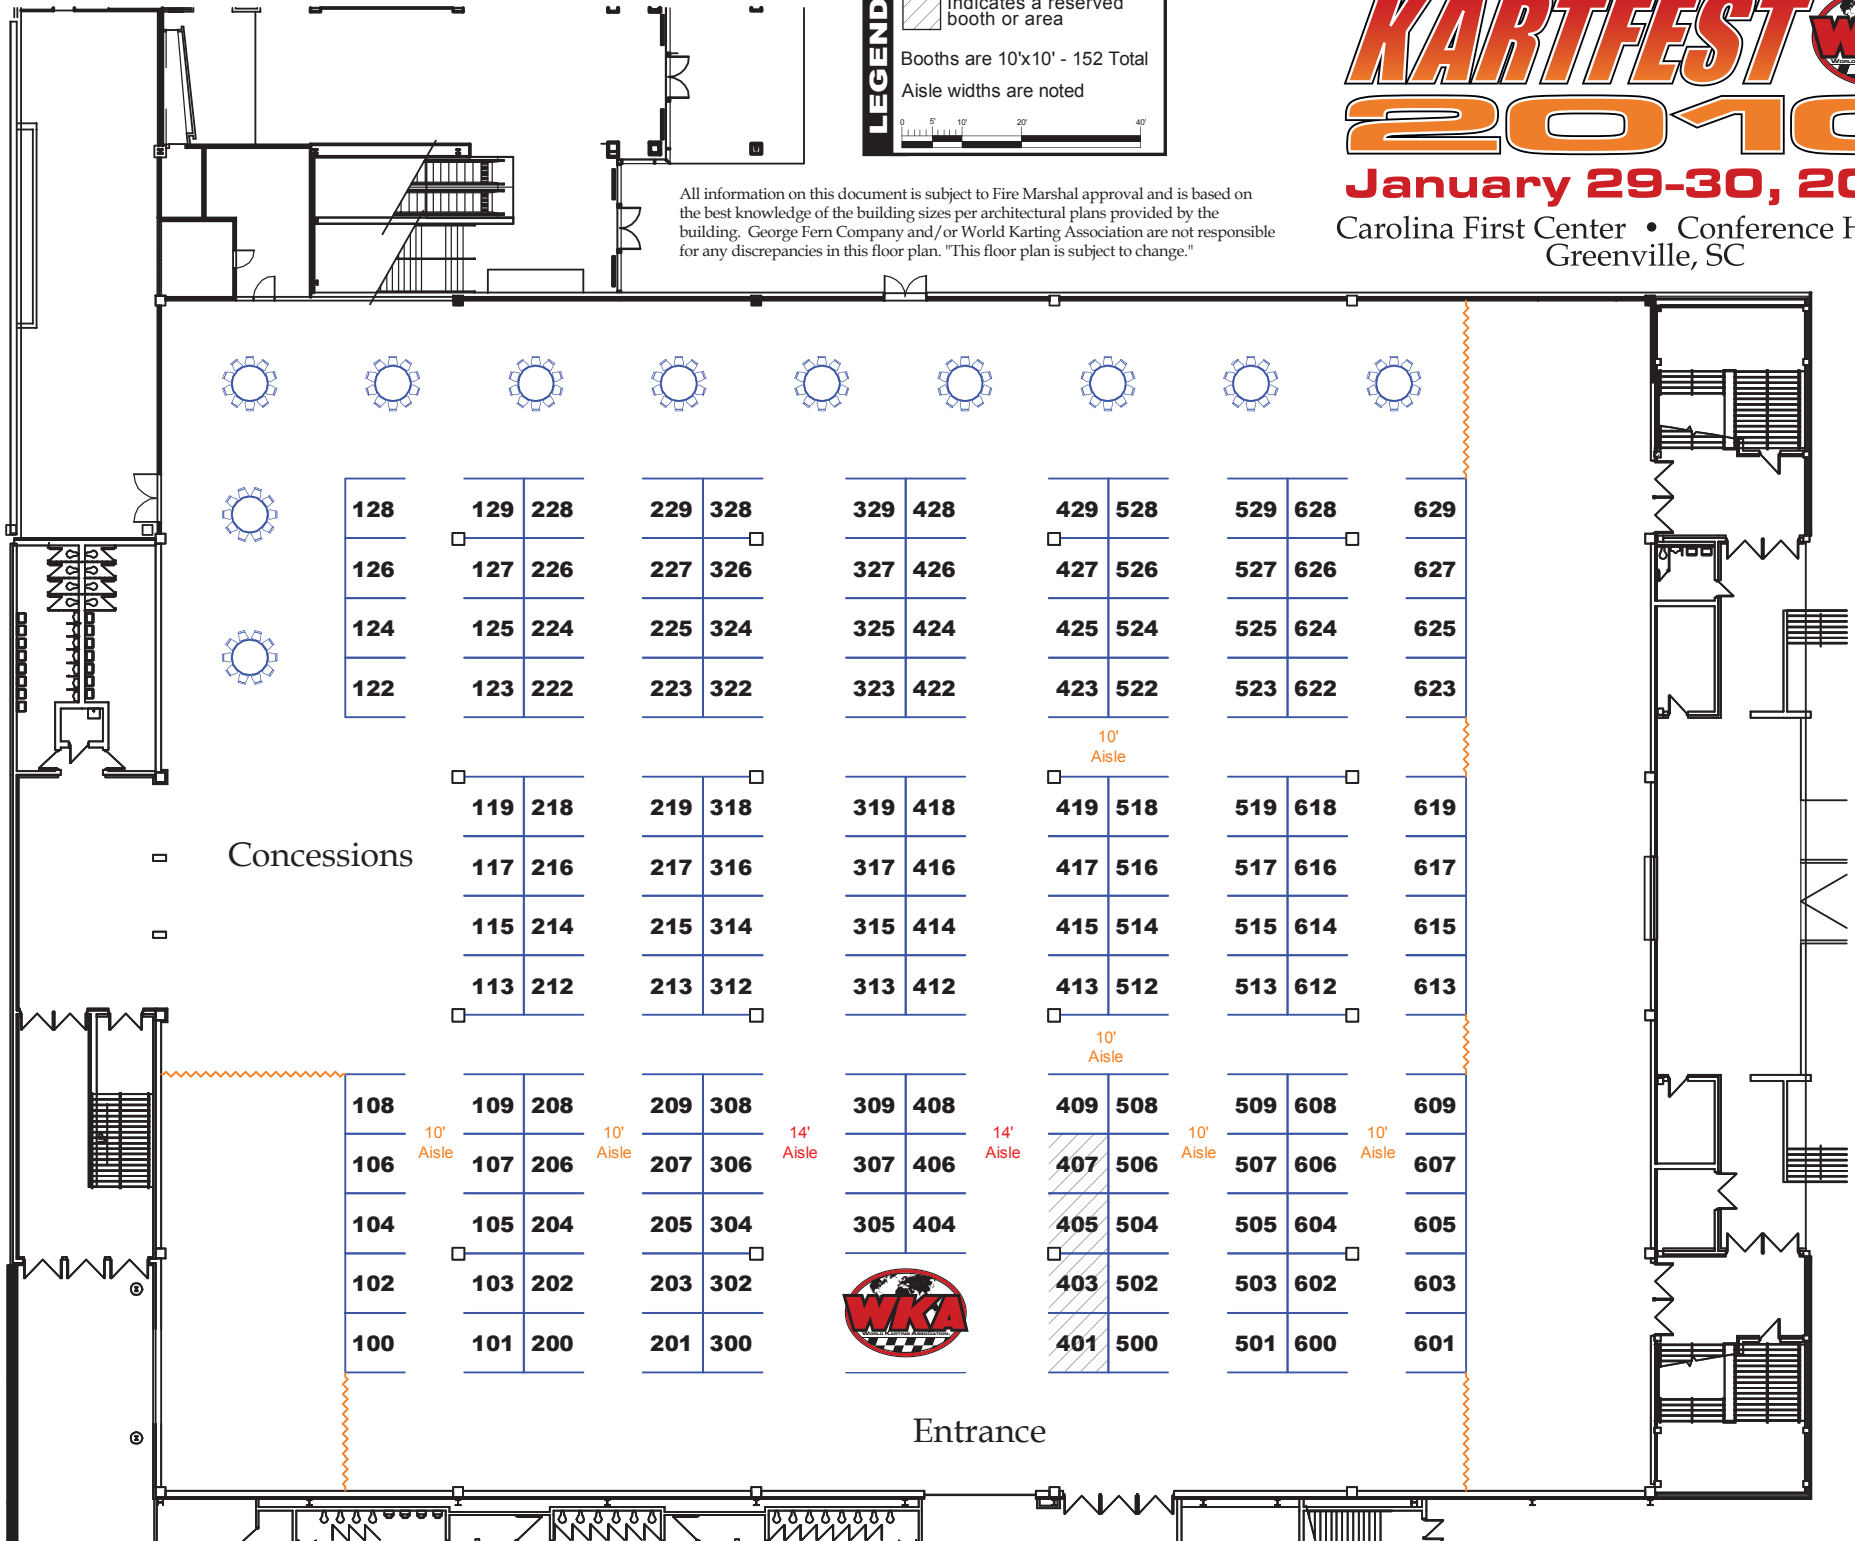 LEGEND
Indicates a reserved
booth or area
Booths are 10'x10' - 152 Total
Aisle widths are noted
0 5' 10' 20' 40'
KARTFEST
2010
January 29-30, 20
Carolina First Center • Conference H
Greenville, SC
All information on this document is subject to Fire Marshal approval and is based on
the best knowledge of the building sizes per architectural plans provided by the
building. George Fern Company and/or World Karting Association are not responsible
for any discrepancies in this floor plan. "This floor plan is subject to change."
128 129 228 229 328 329 428 429 528 529 628 629
126 127 226 227 326 327 426 427 526 527 626 627
124 125 224 225 324 325 424 425 524 525 624 625
122 123 222 223 322 323 422 423 522 523 622 623
10'
Aisle
119 218 219 318 319 418 419 518 519 618 619
Concessions
117 216 217 316 317 416 417 516 517 616 617
115 214 215 314 315 414 415 514 515 614 615
113 212 213 312 313 412 413 512 513 612 613
10'
Aisle
108 109 208 209 308 309 408 409 508 509 608 609
10' 10' 14' 14' 10' 10'
Aisle Aisle Aisle Aisle Aisle Aisle
106 107 206 207 306 307 406 407 506 507 606 607
104 105 204 205 304 305 404 405 504 505 604 605
102 103 202 203 302 403 502 503 602 603
WKA
WORLD KARTING ASSOCIATION
100 101 200 201 300 401 500 501 600 601
Entrance